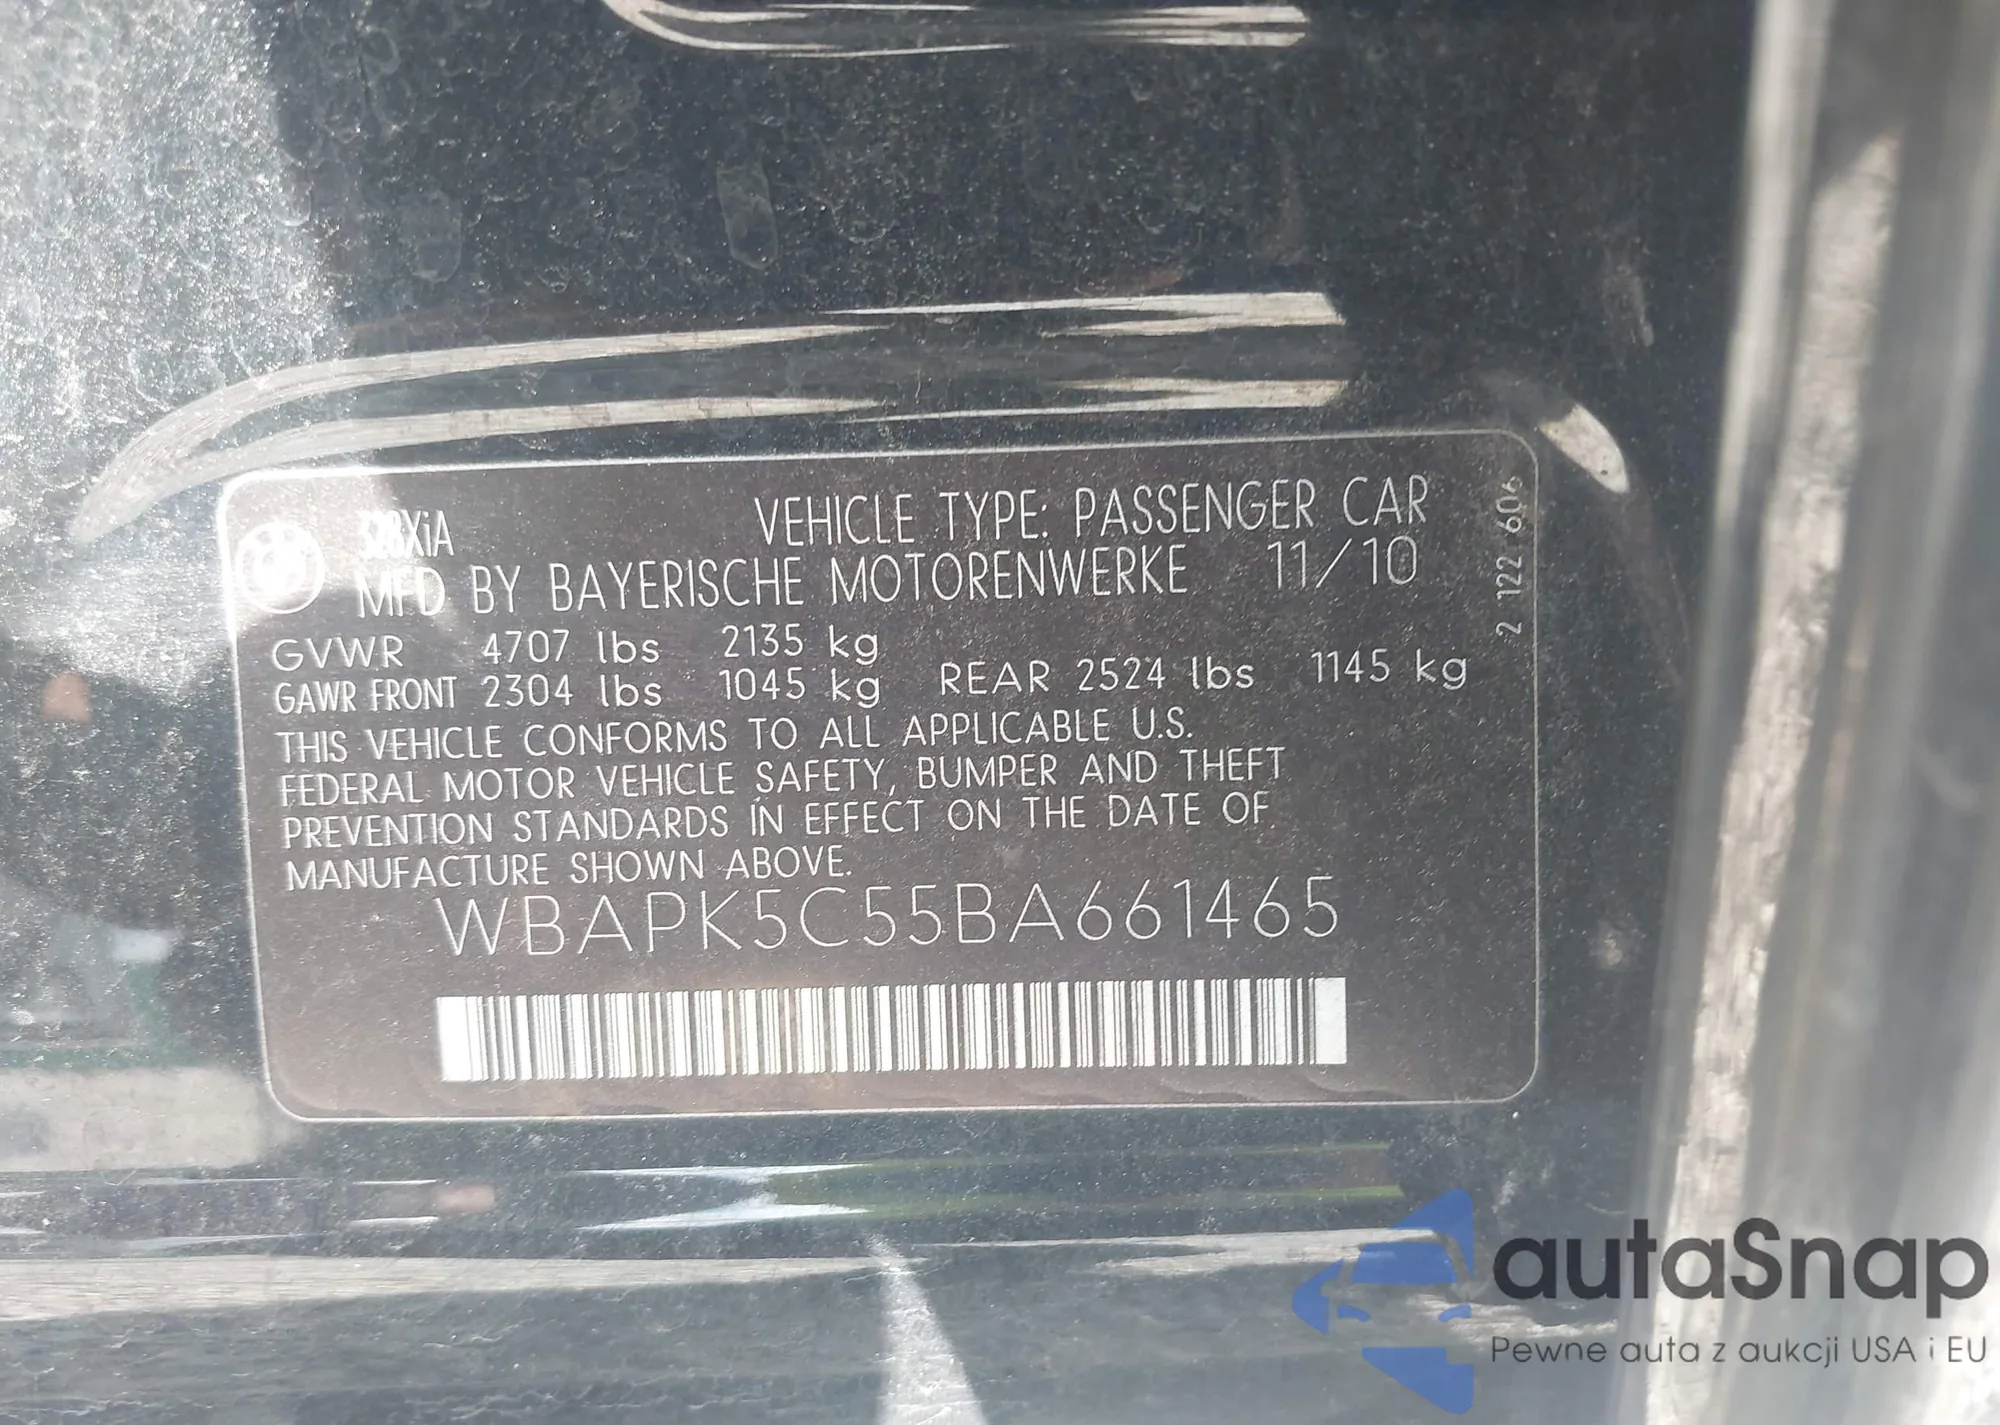 328XiA VEHICLE TYPE: PASSENGER CAR
MFD BY BAYERISCHE MOTORENWERKE 11/10
GVWR 4707 lbs 2135 kg
GAWR FRONT 2304 lbs 1045 kg REAR 2524 lbs 1145 kg
THIS VEHICLE CONFORMS TO ALL APPLICABLE U.S.
FEDERAL MOTOR VEHICLE SAFETY, BUMPER AND THEFT
PREVENTION STANDARDS IN EFFECT ON THE DATE OF
MANUFACTURE SHOWN ABOVE.
WBAPK5C55BA661465
2 122 606
autaSnap
Pewne auta z aukcji USA i EU